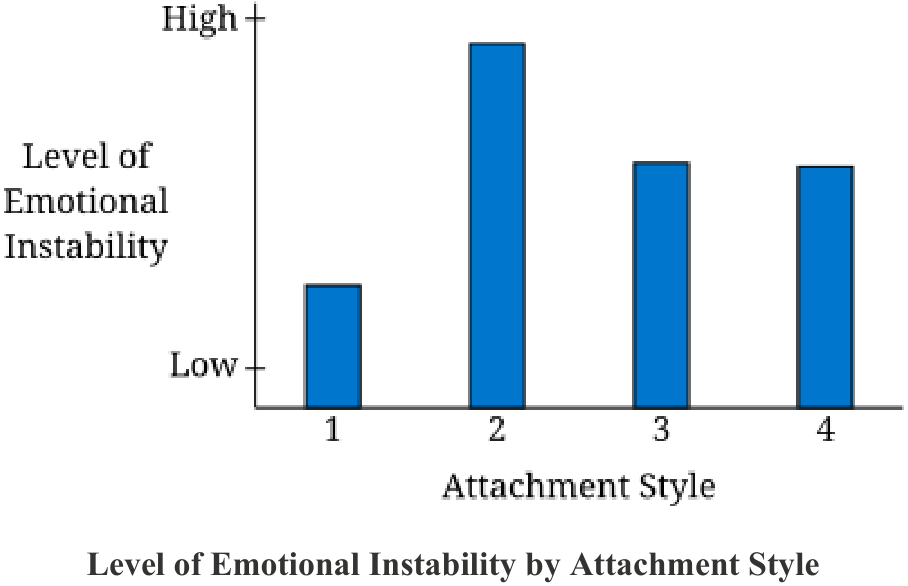 High
Level of
Emotional
Instability
Low
1 2 3 4
Attachment Style
Level of Emotional Instability by Attachment Style